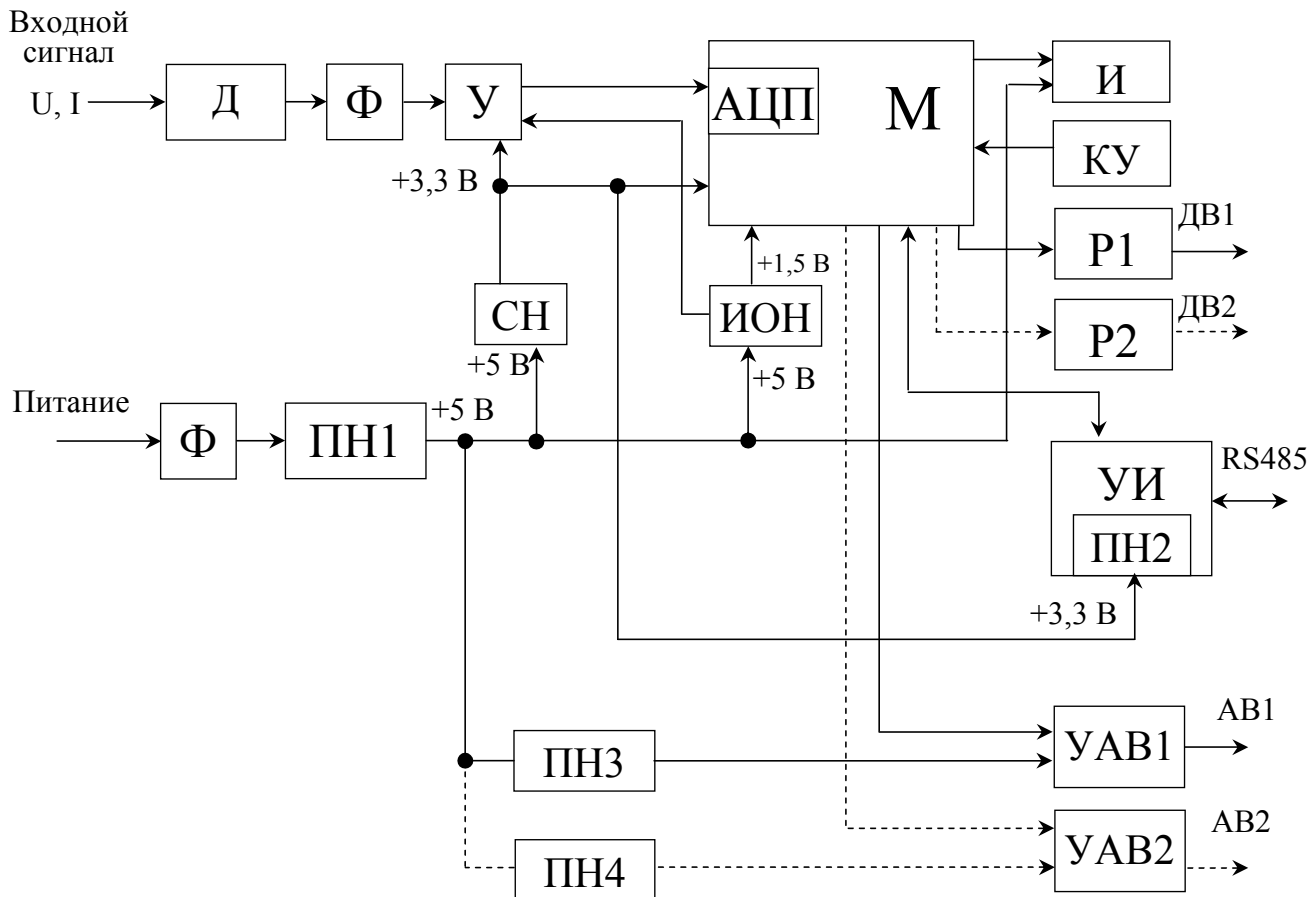 Входной
сигнал
U, I
Д
Ф
У
АЦП
М
И
КУ
+3,3 В
ДВ1
Р1
+1,5 В
СН
ИОН
ДВ2
Р2
+5 В
+5 В
Питание
+5 В
Ф
ПН1
RS485
УИ
ПН2
+3,3 В
АВ1
УАВ1
ПН3
АВ2
УАВ2
ПН4